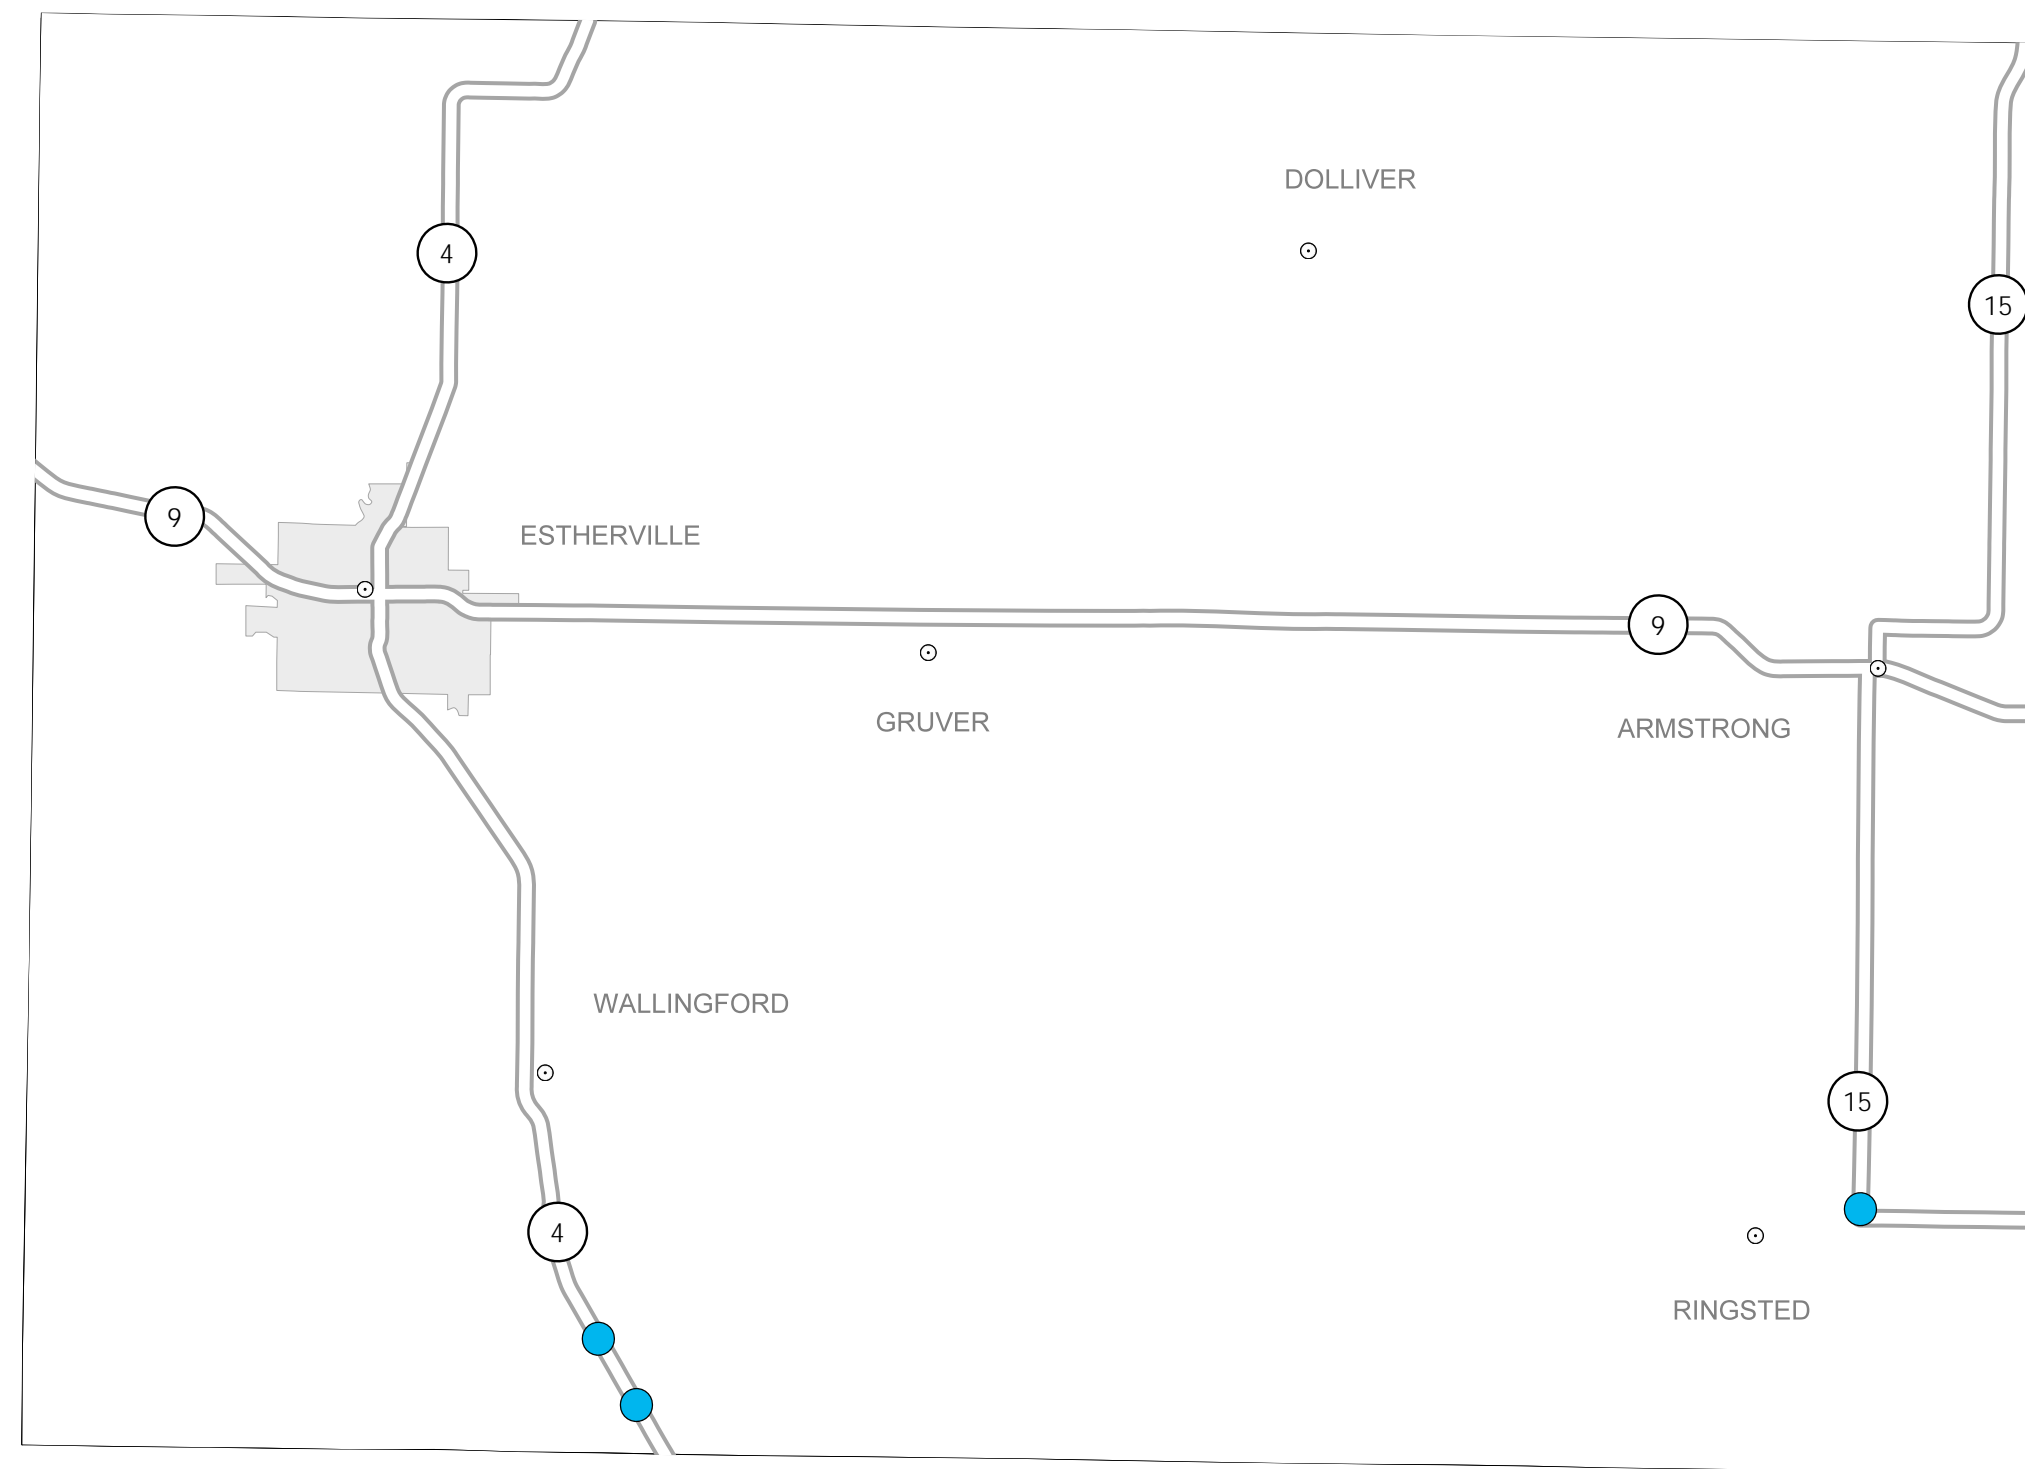 DOLLIVER
4
15
9
ESTHERVILLE
9
GRUVER
ARMSTRONG
WALLINGFORD
15
4
RINGSTED